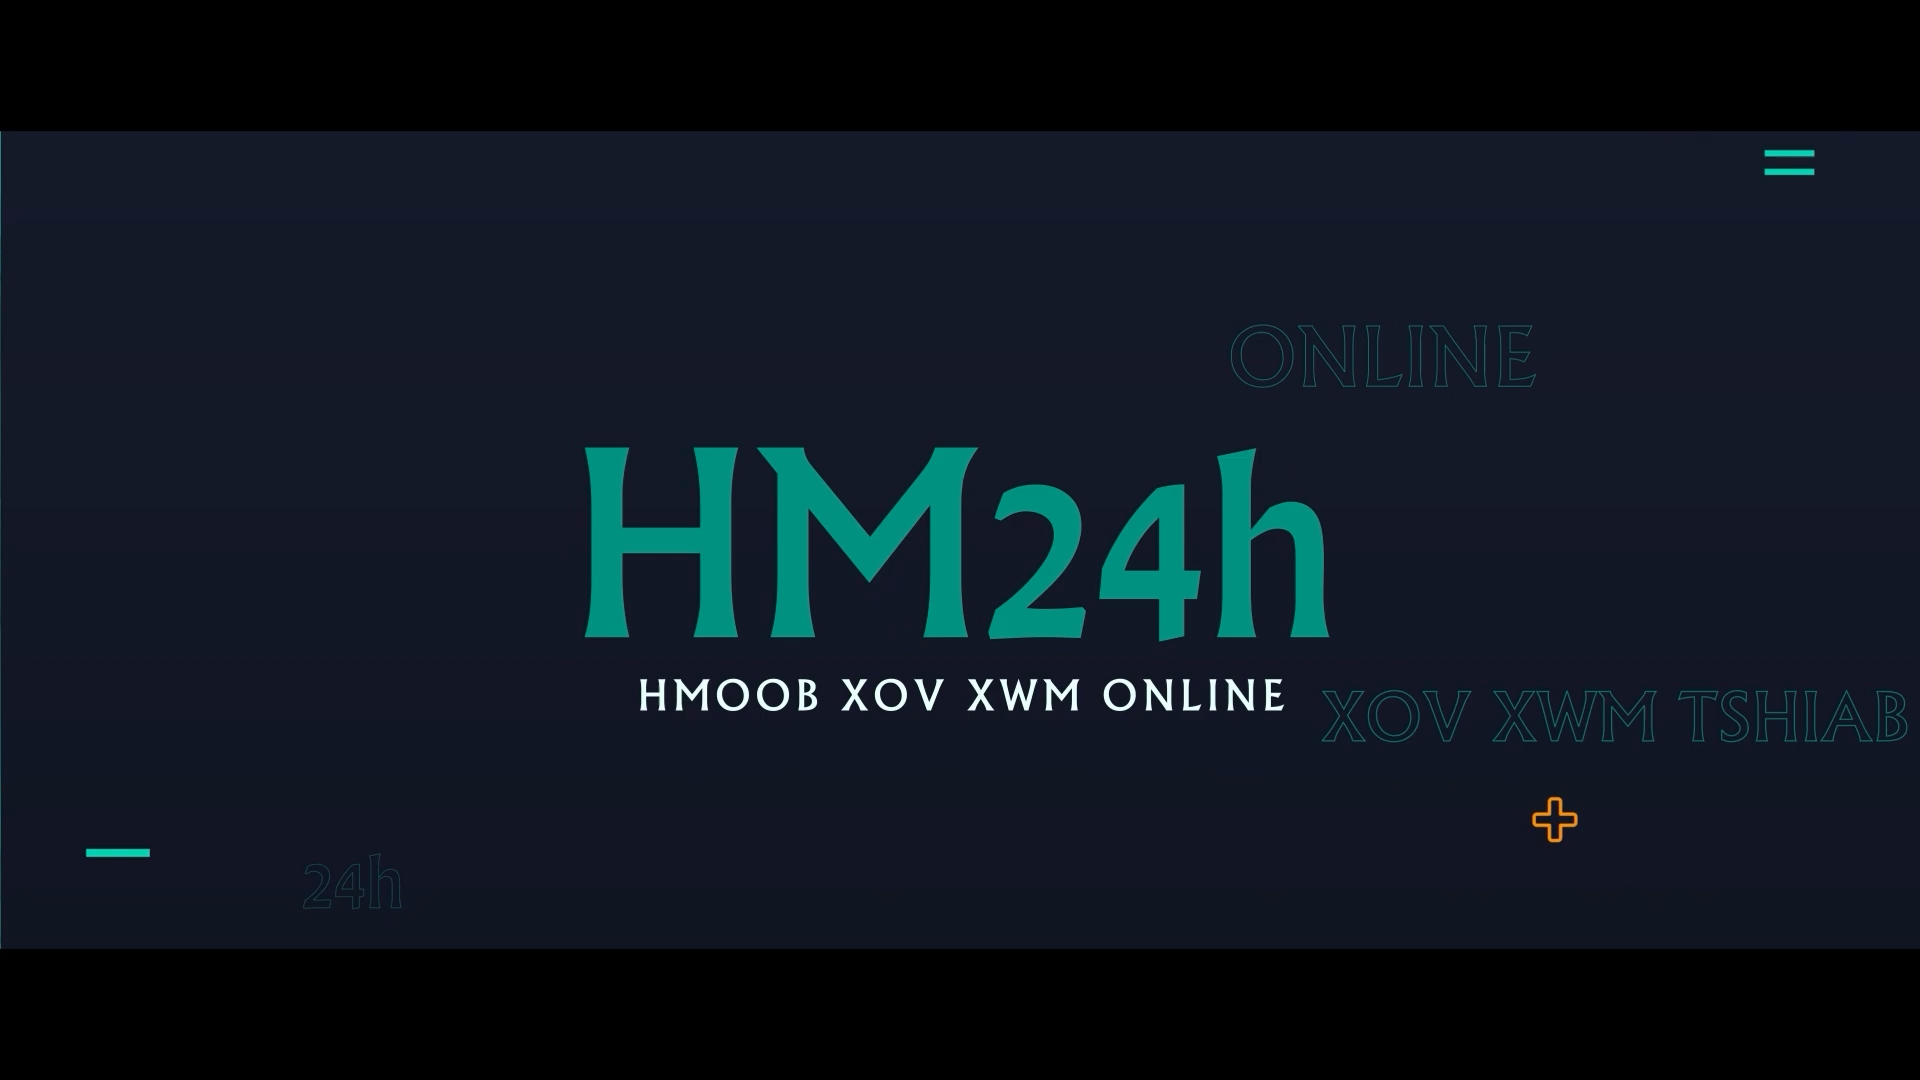 ONLINE
HM24h
HMOOB XOV XWM ONLINE
XOV XWM TSHIAB
24h